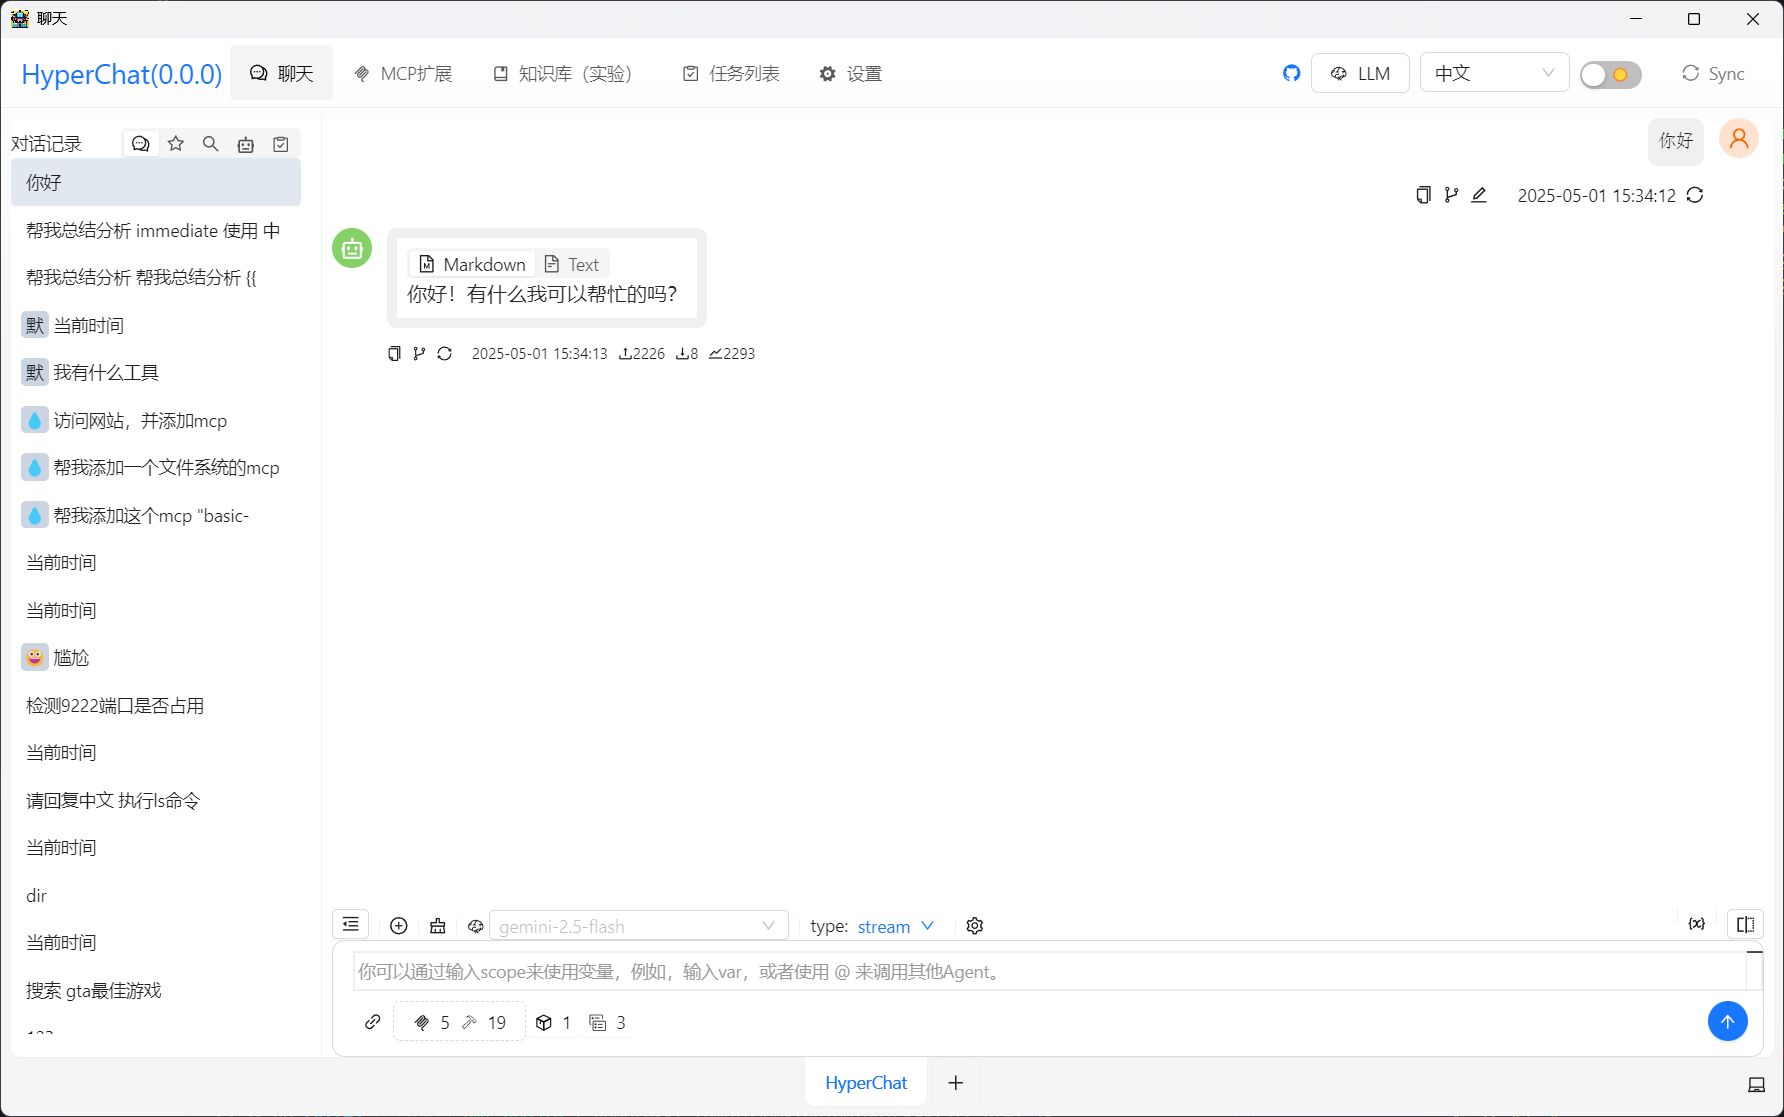 聊天
HyperChat(0.0.0) 聊天 MCP扩展 知识库（实验） 任务列表 设置 LLM 中文 Sync
对话记录
你好
帮我总结分析 immediate 使用 中
帮我总结分析 帮我总结分析 {{
默 当前时间
默 我有什么工具
访问网站，并添加mcp
帮我添加一个文件系统的mcp
帮我添加这个mcp "basic-
当前时间
当前时间
尴尬
检测9222端口是否占用
当前时间
请回复中文 执行ls命令
当前时间
dir
当前时间
搜索 gta最佳游戏
你好
2025-05-01 15:34:12
Markdown Text
你好！有什么我可以帮忙的吗？
2025-05-01 15:34:13 2226 8 2293
gemini-2.5-flash type: stream
你可以通过输入scope来使用变量，例如，输入var，或者使用 @ 来调用其他Agent。
5 19 1 3
HyperChat